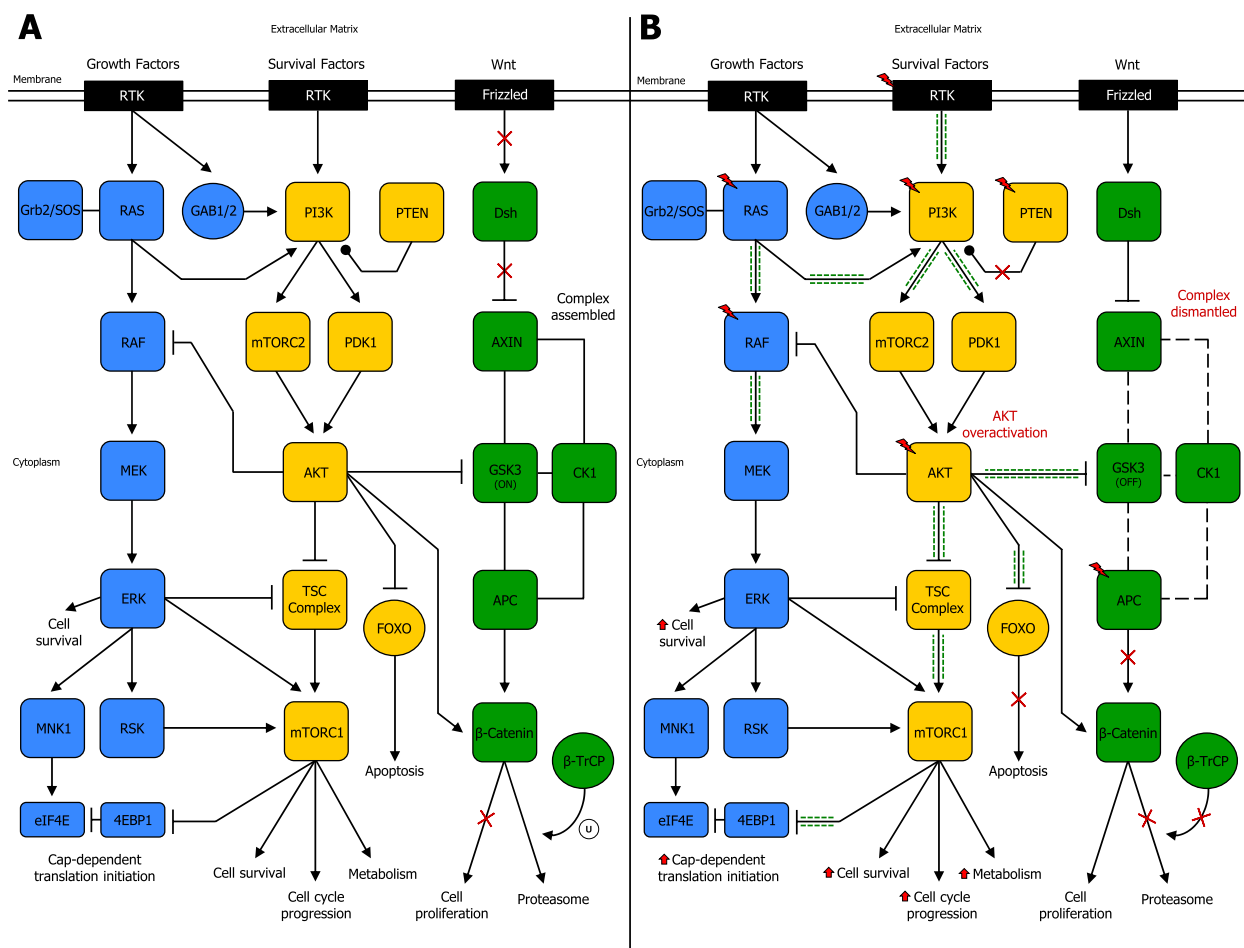 A
Extracellular Matrix
Growth Factors
Survival Factors
Wnt
Membrane
RTK
RTK
Frizzled
Grb2/SOS
RAS
GAB1/2
PI3K
PTEN
Dsh
Complex
assembled
RAF
mTORC2
PDK1
AXIN
Cytoplasm
MEK
AKT
GSK3
(ON)
CK1
ERK
TSC
Complex
APC
Cell
survival
FOXO
MNK1
RSK
mTORC1
β-Catenin
β-TrCP
Apoptosis
eIF4E
4EBP1
U
Cap-dependent
translation initiation
Cell survival
Metabolism
Cell cycle
progression
Cell
proliferation
Proteasome
B
Extracellular Matrix
Growth Factors
Survival Factors
Wnt
Membrane
RTK
RTK
Frizzled
Grb2/SOS
RAS
GAB1/2
PI3K
PTEN
Dsh
Complex
dismantled
RAF
mTORC2
PDK1
AXIN
AKT
overactivation
Cytoplasm
MEK
AKT
GSK3
(OFF)
CK1
ERK
TSC
Complex
APC
Cell
survival
FOXO
MNK1
RSK
mTORC1
β-Catenin
β-TrCP
Apoptosis
eIF4E
4EBP1
Cap-dependent
translation initiation
Cell survival
Metabolism
Cell cycle
progression
Cell
proliferation
Proteasome